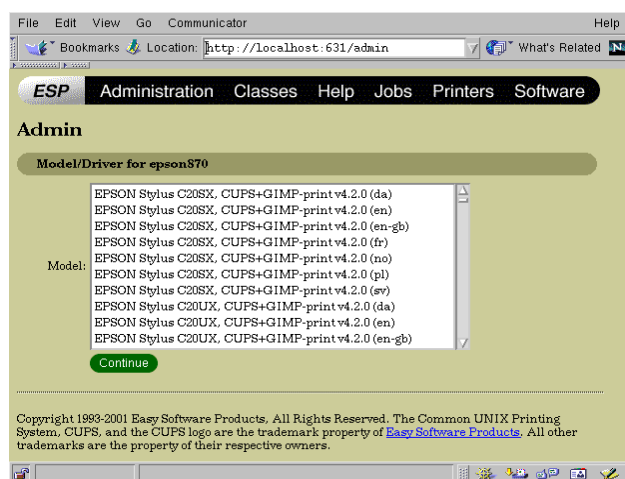 File Edit View Go Communicator Help
Bookmarks Location: http://localhost:631/admin What's Related N
ESP Administration Classes Help Jobs Printers Software
Admin
Model/Driver for epson870
EPSON Stylus C20SX, CUPS+GIMP-print v4.2.0 (da)
EPSON Stylus C20SX, CUPS+GIMP-print v4.2.0 (en)
EPSON Stylus C20SX, CUPS+GIMP-print v4.2.0 (en-gb)
EPSON Stylus C20SX, CUPS+GIMP-print v4.2.0 (fr)
Model: EPSON Stylus C20SX, CUPS+GIMP-print v4.2.0 (no)
EPSON Stylus C20SX, CUPS+GIMP-print v4.2.0 (pl)
EPSON Stylus C20SX, CUPS+GIMP-print v4.2.0 (sv)
EPSON Stylus C20UX, CUPS+GIMP-print v4.2.0 (da)
EPSON Stylus C20UX, CUPS+GIMP-print v4.2.0 (en)
EPSON Stylus C20UX, CUPS+GIMP-print v4.2.0 (en-gb)
Continue
Copyright 1993-2001 Easy Software Products, All Rights Reserved. The Common UNIX Printing
System, CUPS, and the CUPS logo are the trademark property of Easy Software Products. All other
trademarks are the property of their respective owners.